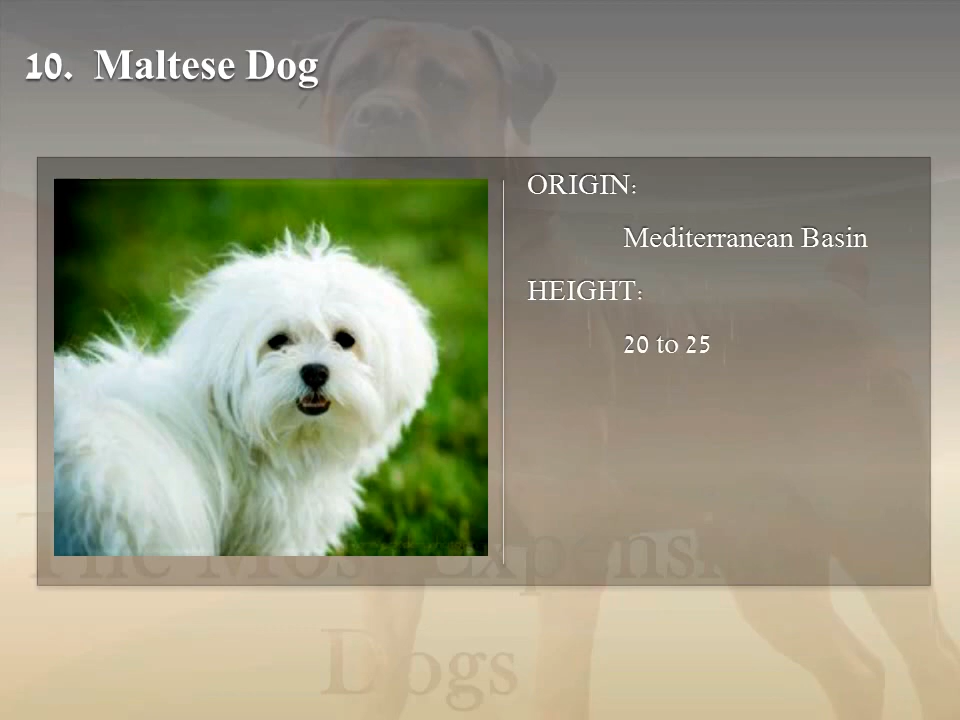 10. Maltese Dog
ORIGIN:
Mediterranean Basin
HEIGHT:
20 to 25
The Most Expensive
Dogs